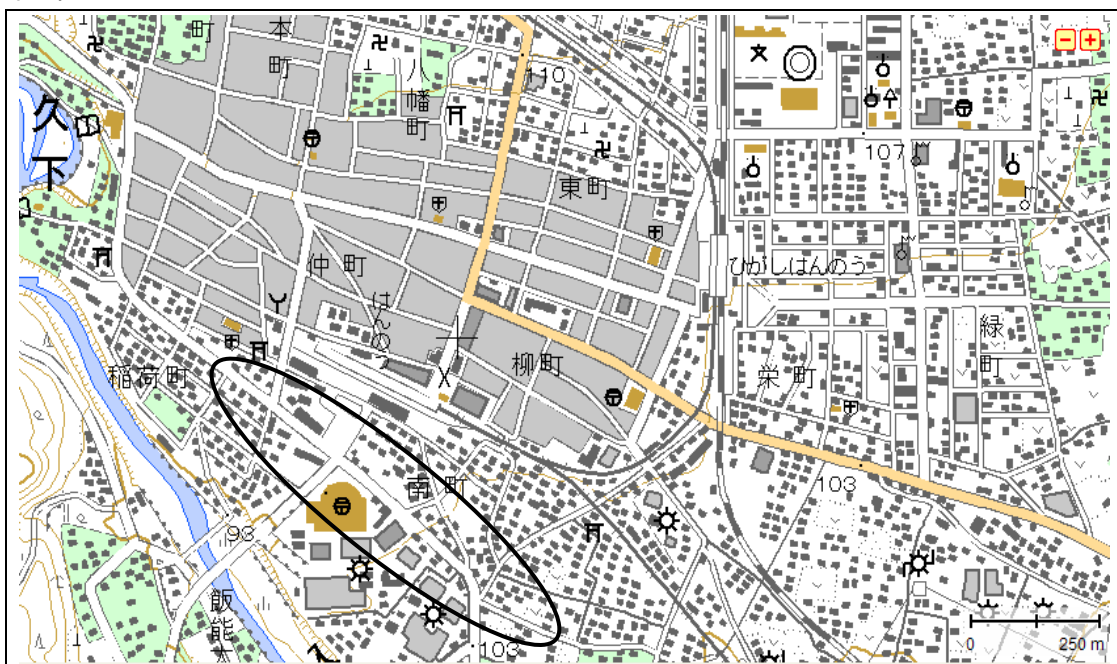 町
本町
八幡町
110
久下
107
東町
ひがしはんのう
仲町
はんのう
柳町
緑町
栄町
稲荷町
南町
103
93
飯能大
103
0 250 m